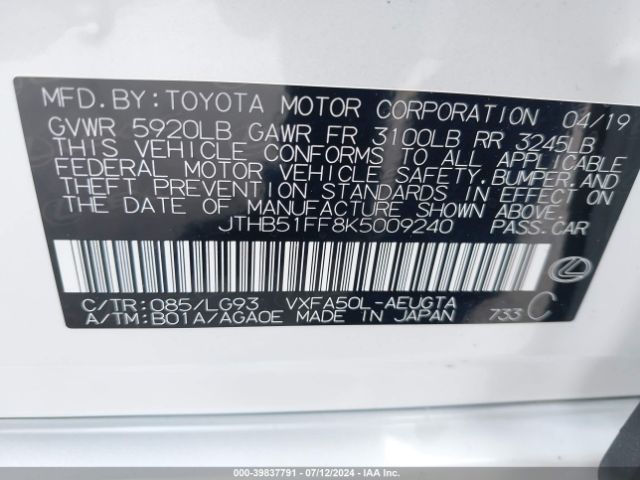 MFD. BY: TOYOTA MOTOR CORPORATION 04/19
GVWR 5920LB GAWR FR 3100LB RR 3245LB
THIS VEHICLE CONFORMS TO ALL APPLICABLE
FEDERAL MOTOR VEHICLE SAFETY, BUMPER, AND
THEFT PREVENTION STANDARDS IN EFFECT ON
THE DATE OF MANUFACTURE SHOWN ABOVE.
JTHB51FF8K5009240 PASS. CAR
C/TR: 085/LG93 VXFA50L-AEUGTA
A/TM: B01A/AGA0E MADE IN JAPAN 733 C
000-39837791 - 07/12/2024 - IAA Inc.